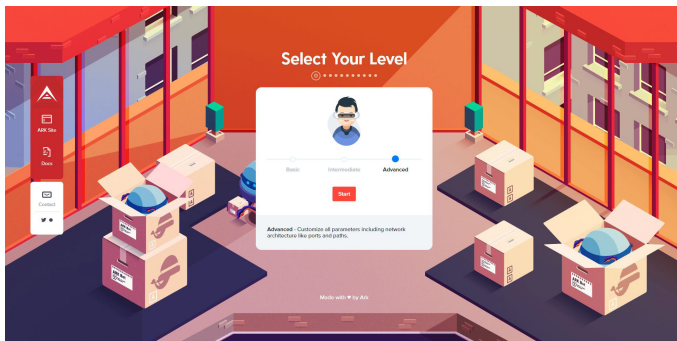 Select Your Level
ARK Site
Docs
Contact
Basic
Intermediate
Advanced
Start
Advanced - Customize all parameters including network
architecture like ports and paths.
Made with ♥ by Ark